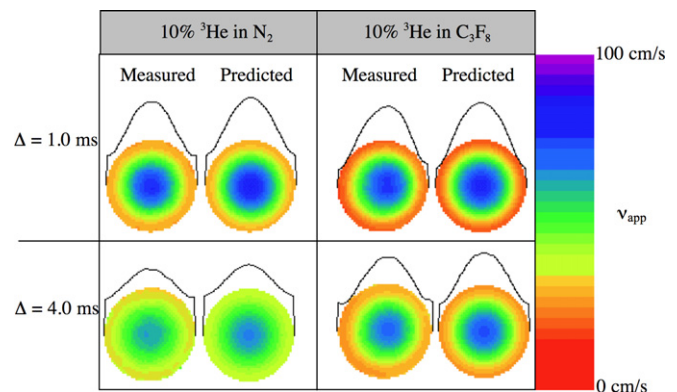 10% ³He in N₂
10% ³He in C₃F₈
100 cm/s
Measured
Predicted
Measured
Predicted
Δ = 1.0 ms
ν_app
Δ = 4.0 ms
0 cm/s